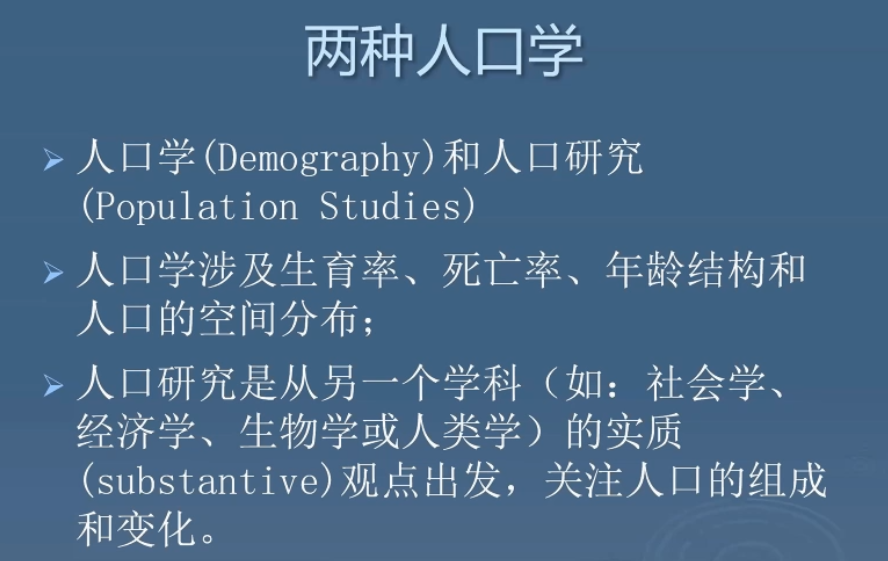 两种人口学
人口学(Demography)和人口研究
(Population Studies)
人口学涉及生育率、死亡率、年龄结构和
人口的空间分布;
人口研究是从另一个学科（如：社会学、
经济学、生物学或人类学）的实质
(substantive)观点出发，关注人口的组成
和变化。